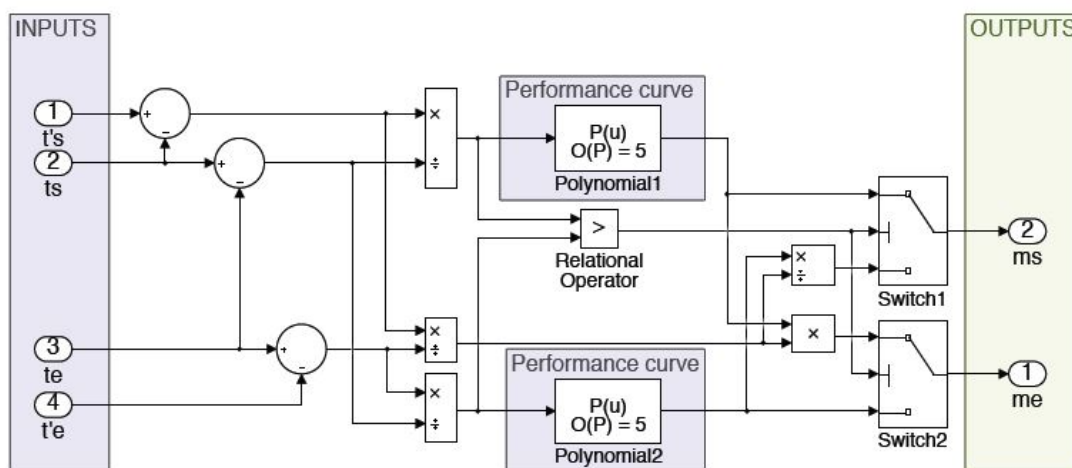 INPUTS
OUTPUTS
1
t's
2
ts
+
−
+
−
×
÷
Performance curve
P(u)
O(P) = 5
Polynomial1
>
Relational
Operator
×
÷
Switch1
2
ms
3
te
4
t'e
+
−
×
÷
×
÷
×
Performance curve
P(u)
O(P) = 5
Polynomial2
Switch2
1
me